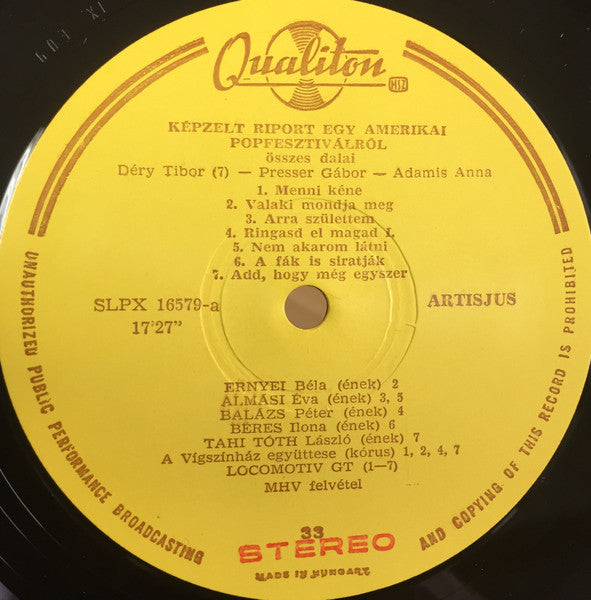 Qualiton
MSZ
KÉPZELT RIPORT EGY AMERIKAI
POPFESZTIVÁLRÓL
összes dalai
Déry Tibor (7) — Presser Gábor — Adamis Anna
1. Menni kéne
2. Valaki mondja meg
3. Arra születtem
4. Ringasd el magad I.
5. Nem akarom látni
6. A fák is siratják
7. Add, hogy még egyszer
SLPX 16579-a
17'27"
ARTISJUS
ERNYEI Béla (ének) 2
ALMÁSI Éva (ének) 3, 5
BALÁZS Péter (ének) 4
BÉRES Ilona (ének) 6
TAHI TÓTH László (ének) 7
A Vígszínház együttese (kórus) 1, 2, 4, 7
LOCOMOTIV GT (1—7)
MHV felvétel
33
STEREO
MADE IN HUNGARY
UNAUTHORIZED PUBLIC PERFORMANCE BROADCASTING AND COPYING OF THIS RECORD IS PROHIBITED